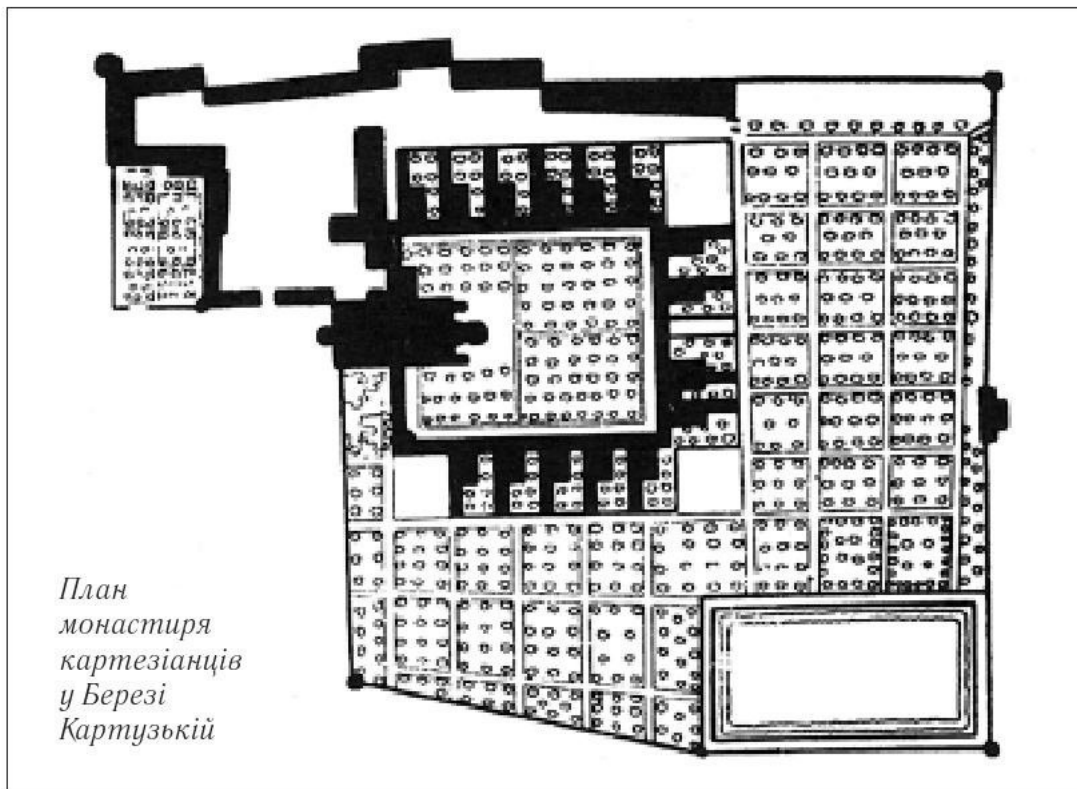 План
монастиря
картезіанців
у Березі
Картузькій